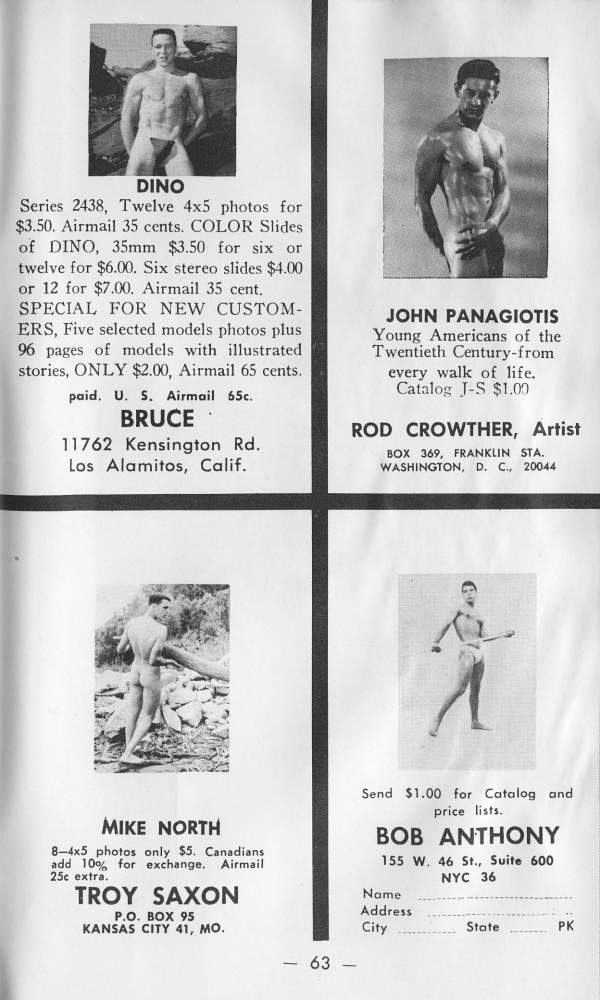 DINO
Series 2438, Twelve 4x5 photos for
$3.50. Airmail 35 cents. COLOR Slides
of DINO, 35mm $3.50 for six or
twelve for $6.00. Six stereo slides $4.00
or 12 for $7.00. Airmail 35 cent.
SPECIAL FOR NEW CUSTOM-
ERS, Five selected models photos plus
96 pages of models with illustrated
stories, ONLY $2.00, Airmail 65 cents.
paid. U. S. Airmail 65c.
BRUCE
11762 Kensington Rd.
Los Alamitos, Calif.
JOHN PANAGIOTIS
Young Americans of the
Twentieth Century-from
every walk of life.
Catalog J-S $1.00
ROD CROWTHER, Artist
BOX 369, FRANKLIN STA.
WASHINGTON, D. C., 20044
MIKE NORTH
8—4x5 photos only $5. Canadians
add 10% for exchange. Airmail
25c extra.
TROY SAXON
P.O. BOX 95
KANSAS CITY 41, MO.
Send $1.00 for Catalog and
price lists.
BOB ANTHONY
155 W. 46 St., Suite 600
NYC 36
Name
Address
City State PK
— 63 —